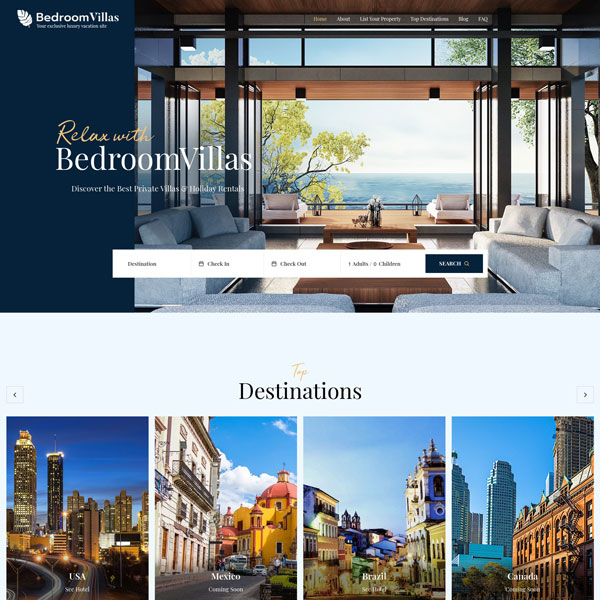 BedroomVillas
Your exclusive luxury vacation site
Home About List Your Property Top Destinations Blog FAQ
Relax with
BedroomVillas
Discover the Best Private Villas & Holiday Rentals
Destination Check In Check Out 1 Adults / 0 Children SEARCH
Top
Destinations
USA Mexico Brazil Canada
See Hotel Coming Soon See Hotel Coming Soon